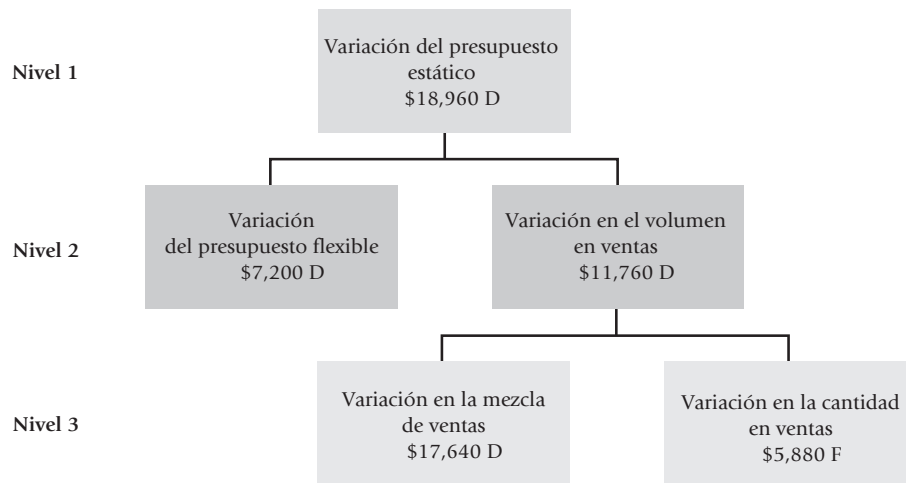 Nivel 1
Variación del presupuesto
estático
$18,960 D
Nivel 2
Variación
del presupuesto flexible
$7,200 D
Variación en el volumen
en ventas
$11,760 D
Nivel 3
Variación en la mezcla
de ventas
$17,640 D
Variación en la cantidad
en ventas
$5,880 F